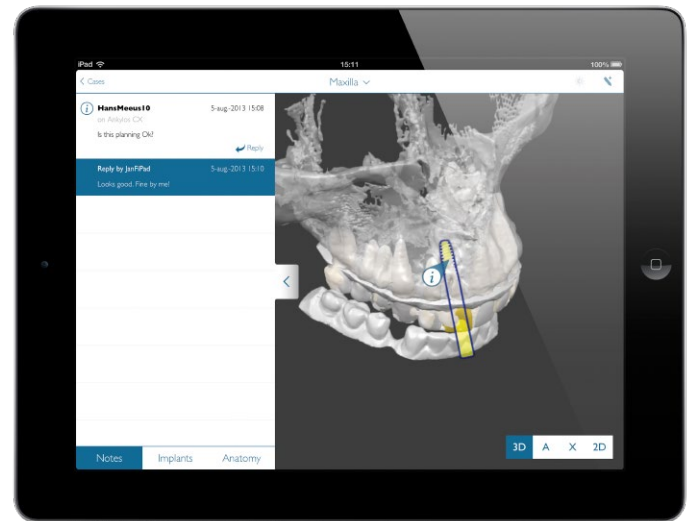 iPad
15:11
100%
Cases
Maxilla
HansMeeus10
5-aug-2013 15:08
on Ankylos CX
Is this planning Ok?
Reply
Reply by JanFiPad
5-aug-2013 15:10
Looks good. Fine by me!
i
Notes
Implants
Anatomy
3D
A
X
2D